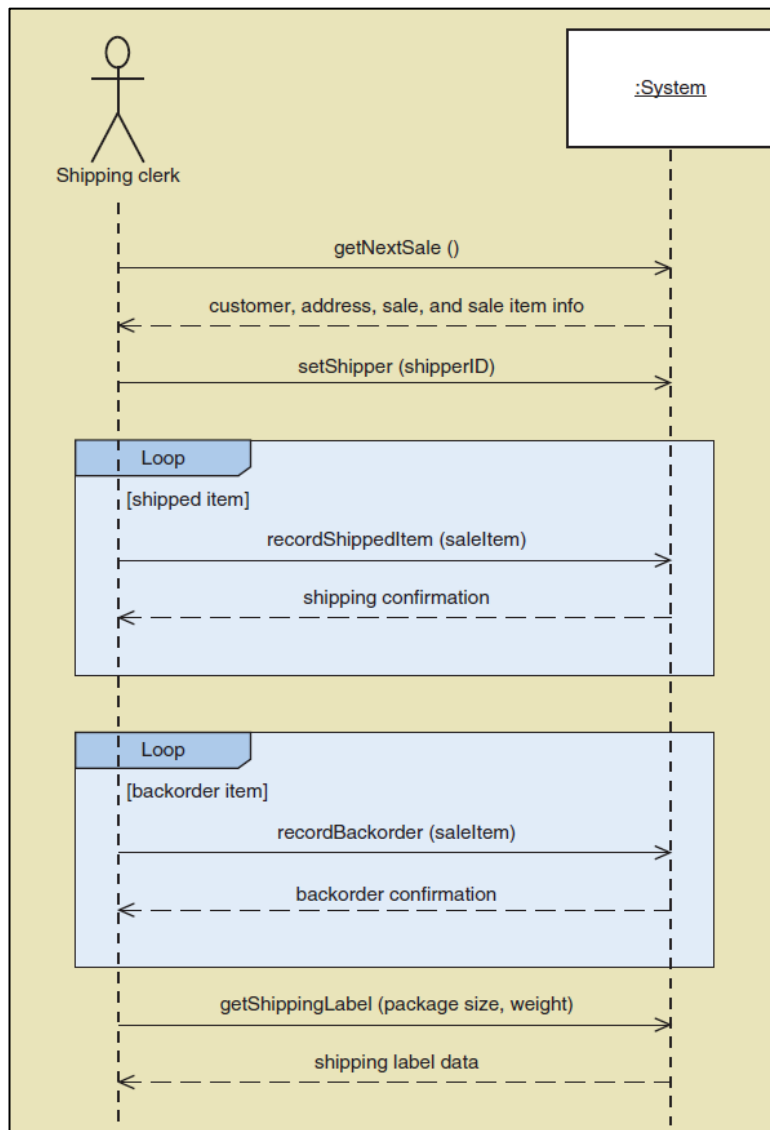 :System
Shipping clerk
getNextSale ()
customer, address, sale, and sale item info
setShipper (shipperID)
Loop
[shipped item]
recordShippedItem (saleItem)
shipping confirmation
Loop
[backorder item]
recordBackorder (saleItem)
backorder confirmation
getShippingLabel (package size, weight)
shipping label data